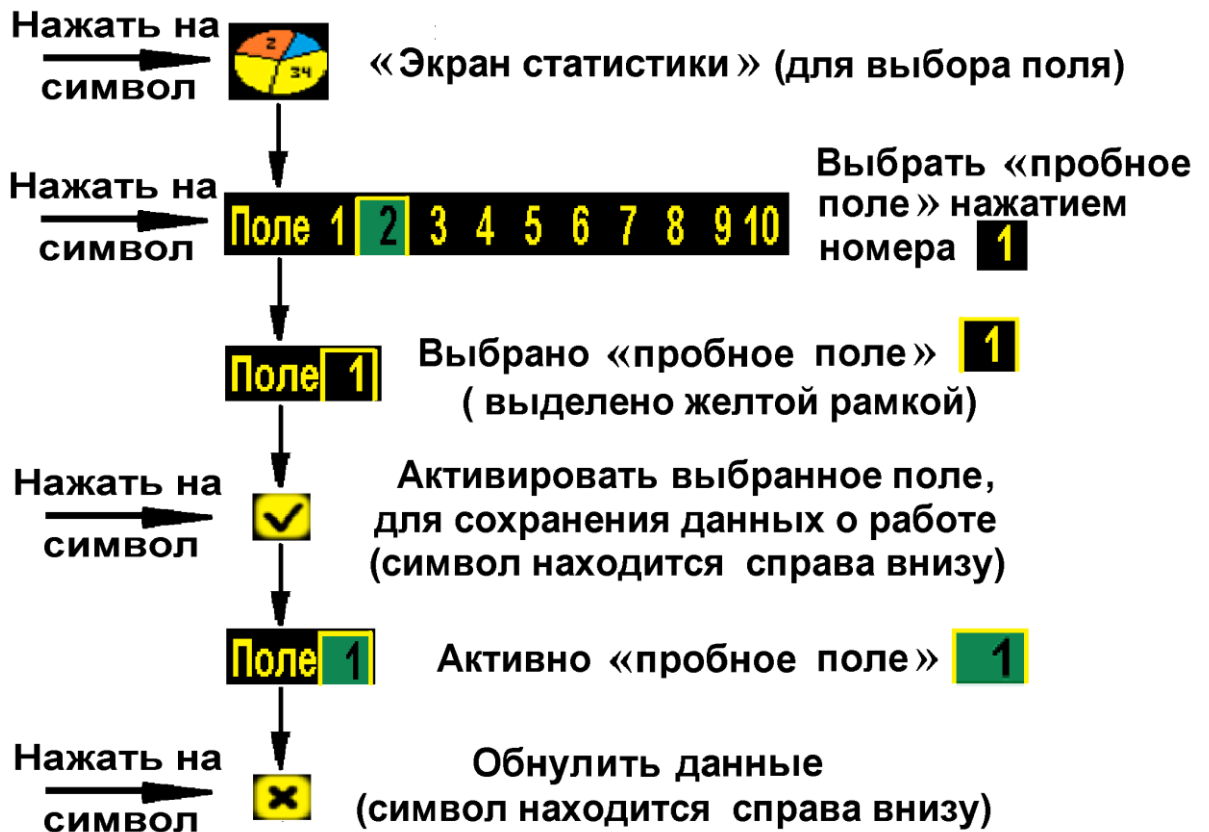 Нажать на
символ
2
34
«Экран статистики» (для выбора поля)
Нажать на
символ
Поле 1 2 3 4 5 6 7 8 9 10
Выбрать «пробное
поле» нажатием
номера 1
Поле 1
Выбрано «пробное поле» 1
( выделено желтой рамкой)
Нажать на
символ
Активировать выбранное поле,
для сохранения данных о работе
(символ находится справа внизу)
Поле 1
Активно «пробное поле» 1
Нажать на
символ
Обнулить данные
(символ находится справа внизу)